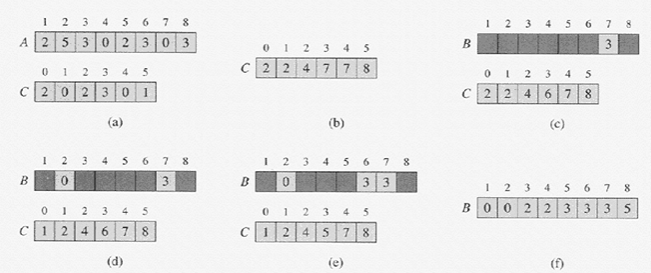 1 2 3 4 5 6 7 8
A 2 5 3 0 2 3 0 3
0 1 2 3 4 5
C 2 0 2 3 0 1
(a)
0 1 2 3 4 5
C 2 2 4 7 7 8
(b)
1 2 3 4 5 6 7 8
B 3
0 1 2 3 4 5
C 2 2 4 6 7 8
(c)
1 2 3 4 5 6 7 8
B 0 3
0 1 2 3 4 5
C 1 2 4 6 7 8
(d)
1 2 3 4 5 6 7 8
B 0 3 3
0 1 2 3 4 5
C 1 2 4 5 7 8
(e)
1 2 3 4 5 6 7 8
B 0 0 2 2 3 3 3 5
(f)